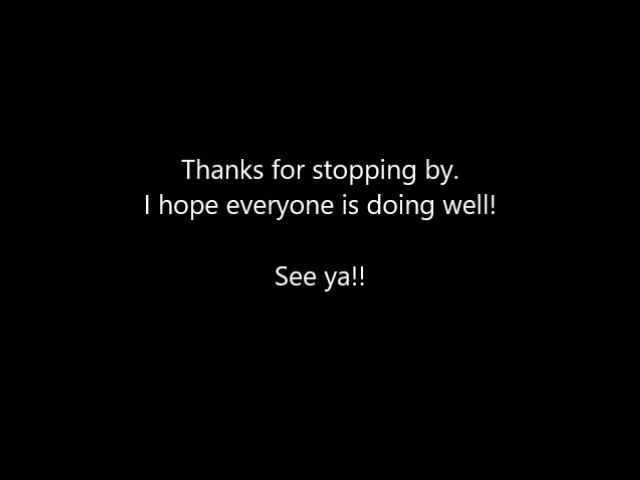 Thanks for stopping by.
I hope everyone is doing well!
See ya!!